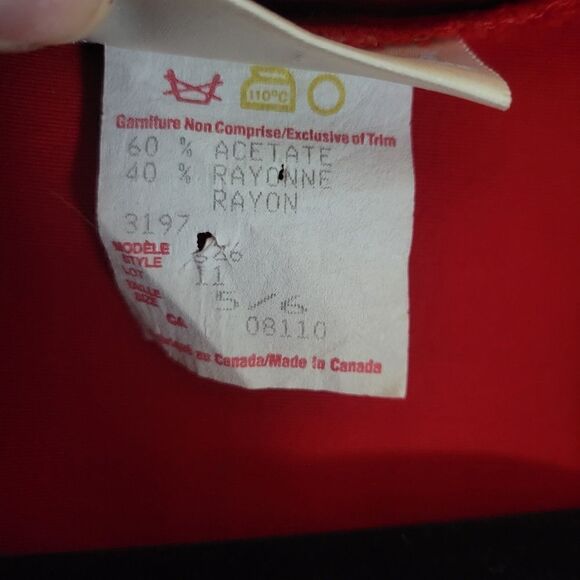 110°C
Garniture Non Comprise/Exclusive of Trim
60 % ACETATE
40 % RAYONNE
RAYON
3197
MODÈLE
STYLE
LOT 11
TAILLE
SIZE 5/6
CA 08110
au Canada/Made in Canada